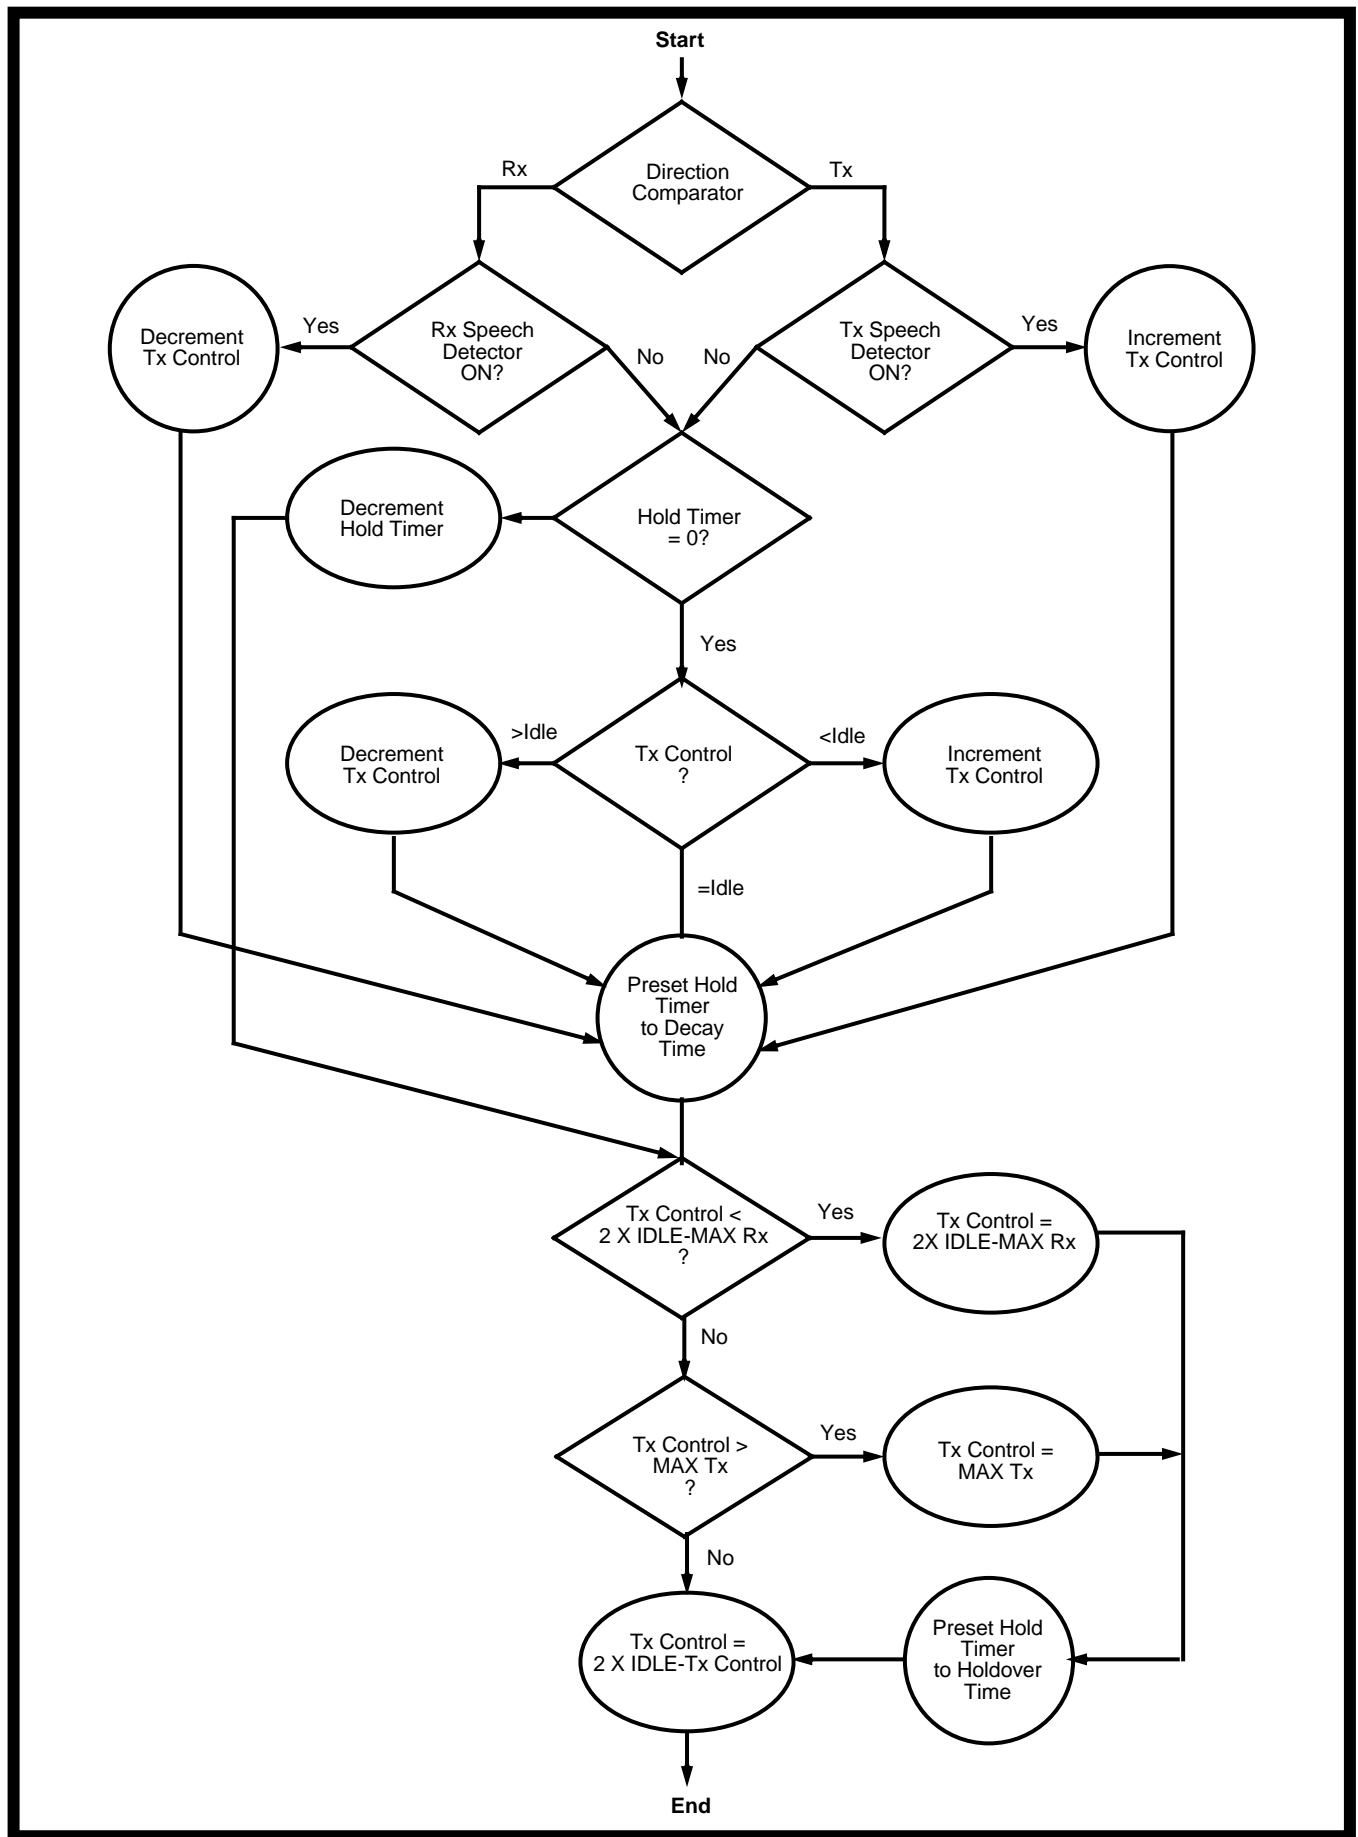 Start
Rx
Direction
Comparator
Tx
Decrement
Tx Control
Yes
Rx Speech
Detector
ON?
No
No
Tx Speech
Detector
ON?
Yes
Increment
Tx Control
Decrement
Hold Timer
Hold Timer
= 0?
Yes
Decrement
Tx Control
>Idle
Tx Control
?
<Idle
Increment
Tx Control
=Idle
Preset Hold
Timer
to Decay
Time
Tx Control <
2 X IDLE-MAX Rx
?
Yes
Tx Control =
2X IDLE-MAX Rx
No
Tx Control >
MAX Tx
?
Yes
Tx Control =
MAX Tx
No
Tx Control =
2 X IDLE-Tx Control
Preset Hold
Timer
to Holdover
Time
End